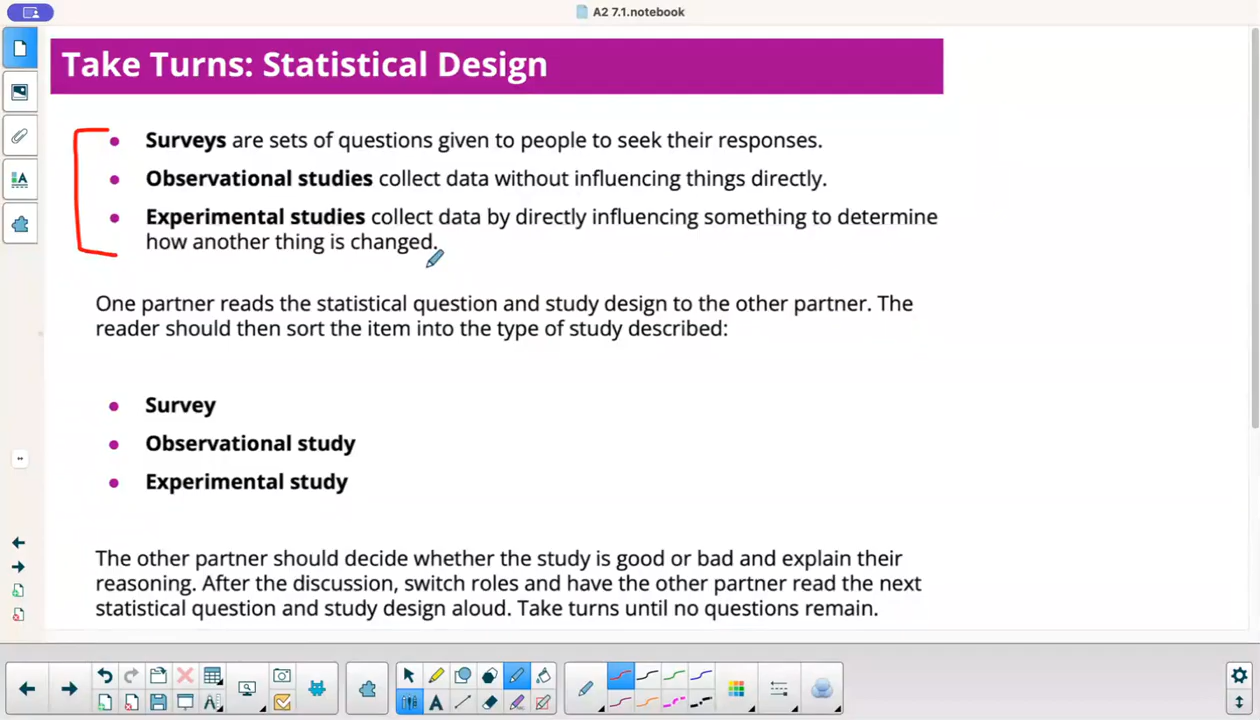 A2 7.1.notebook
Take Turns: Statistical Design
• Surveys are sets of questions given to people to seek their responses.
• Observational studies collect data without influencing things directly.
• Experimental studies collect data by directly influencing something to determine
how another thing is changed.
One partner reads the statistical question and study design to the other partner. The
reader should then sort the item into the type of study described:
• Survey
• Observational study
• Experimental study
The other partner should decide whether the study is good or bad and explain their
reasoning. After the discussion, switch roles and have the other partner read the next
statistical question and study design aloud. Take turns until no questions remain.